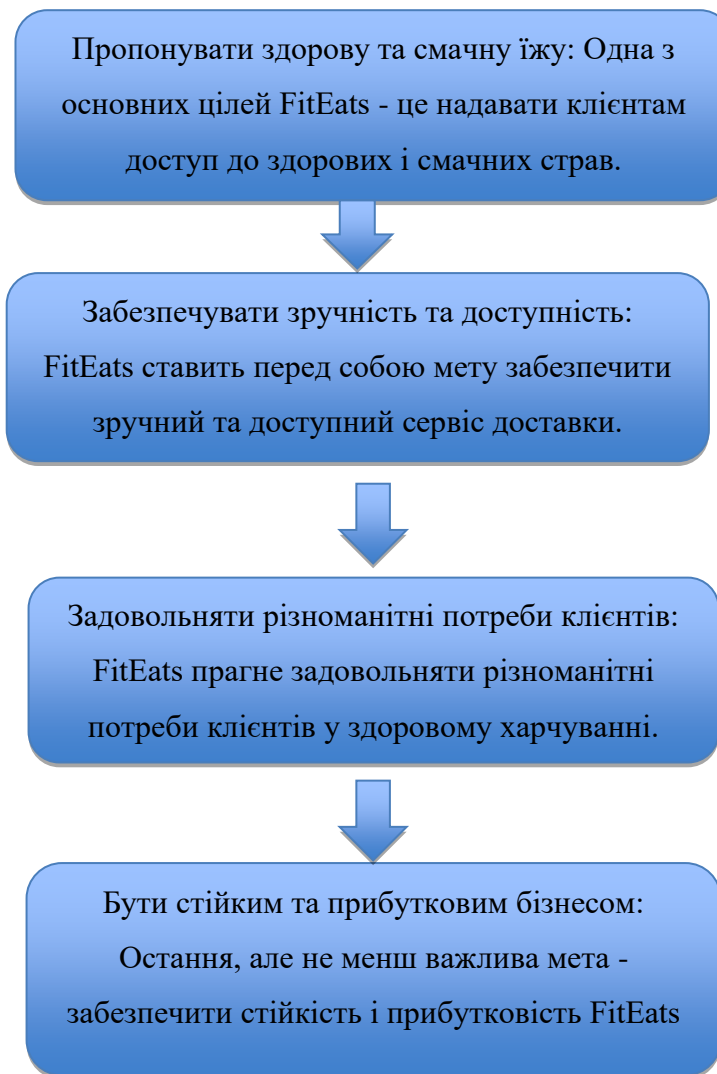 Пропонувати здорову та смачну їжу: Одна з
основних цілей FitEats - це надавати клієнтам
доступ до здорових і смачних страв.
Забезпечувати зручність та доступність:
FitEats ставить перед собою мету забезпечити
зручний та доступний сервіс доставки.
Задовольняти різноманітні потреби клієнтів:
FitEats прагне задовольняти різноманітні
потреби клієнтів у здоровому харчуванні.
Бути стійким та прибутковим бізнесом:
Остання, але не менш важлива мета -
забезпечити стійкість і прибутковість FitEats